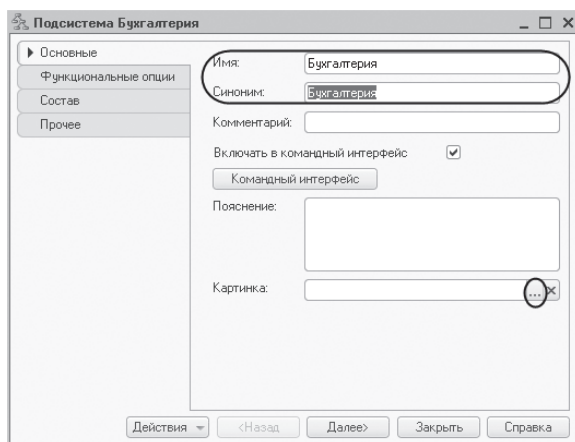 Подсистема Бухгалтерия
Основные
Функциональные опции
Состав
Прочее
Имя: Бухгалтерия
Синоним: Бухгалтерия
Комментарий:
Включать в командный интерфейс
Командный интерфейс
Пояснение:
Картинка: ...
Действия <Назад Далее> Закрыть Справка